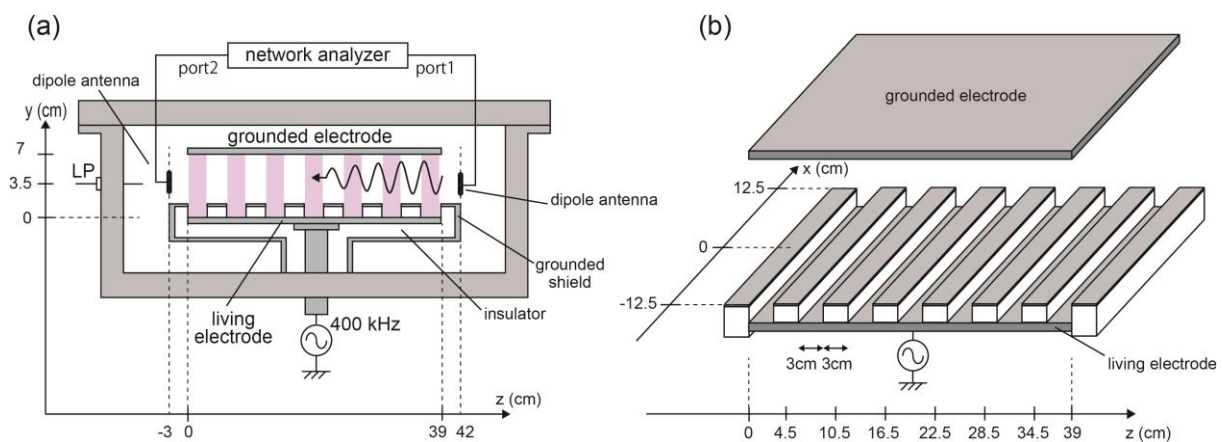 (a)
network analyzer
port2
port1
dipole antenna
y (cm)
7
grounded electrode
LP
3.5
0
dipole antenna
grounded shield
insulator
living electrode
400 kHz
z (cm)
-3
0
39
42
(b)
grounded electrode
x (cm)
12.5
0
-12.5
3cm
3cm
living electrode
0
4.5
10.5
16.5
22.5
28.5
34.5
39
z (cm)